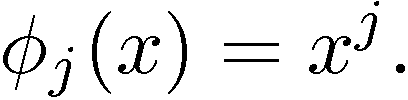 ϕ_j(x) = x^j.